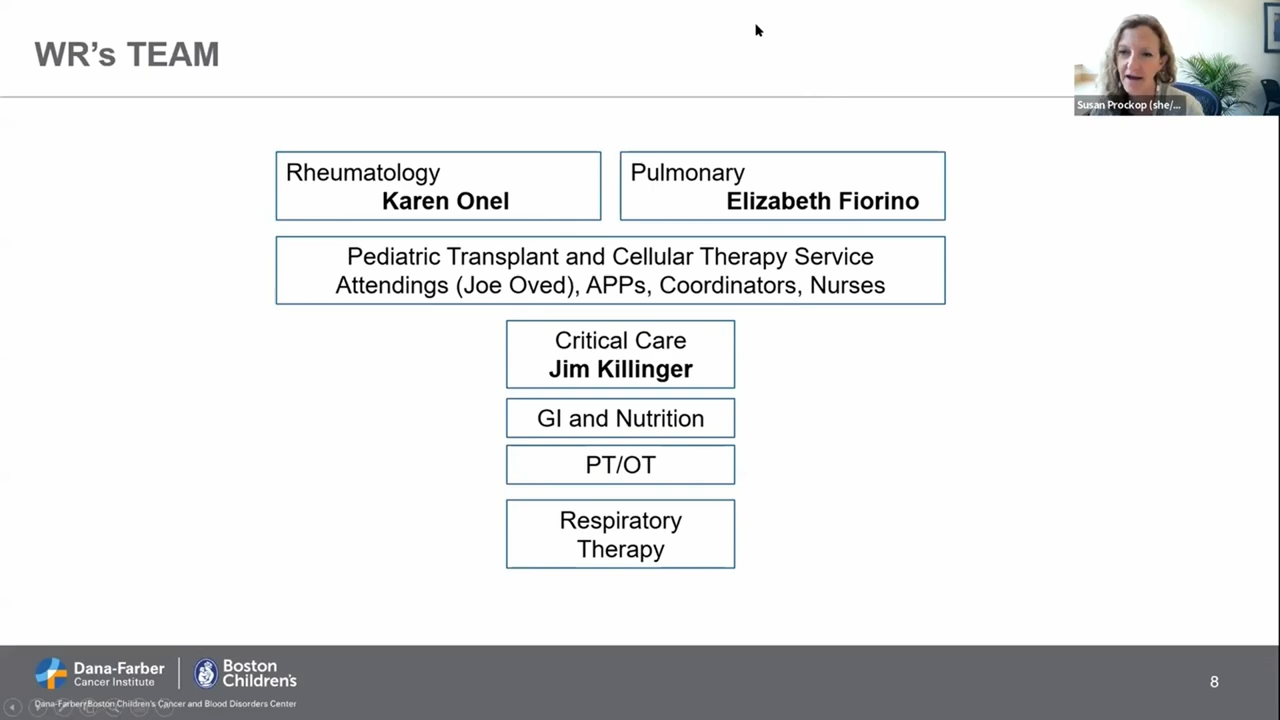 WR's TEAM
Susan Prockop (she/...
Rheumatology
Karen Onel
Pulmonary
Elizabeth Fiorino
Pediatric Transplant and Cellular Therapy Service
Attendings (Joe Oved), APPs, Coordinators, Nurses
Critical Care
Jim Killinger
GI and Nutrition
PT/OT
Respiratory
Therapy
Dana-Farber
Cancer Institute
Boston
Children's
Dana-Farber/Boston Children's Cancer and Blood Disorders Center
8